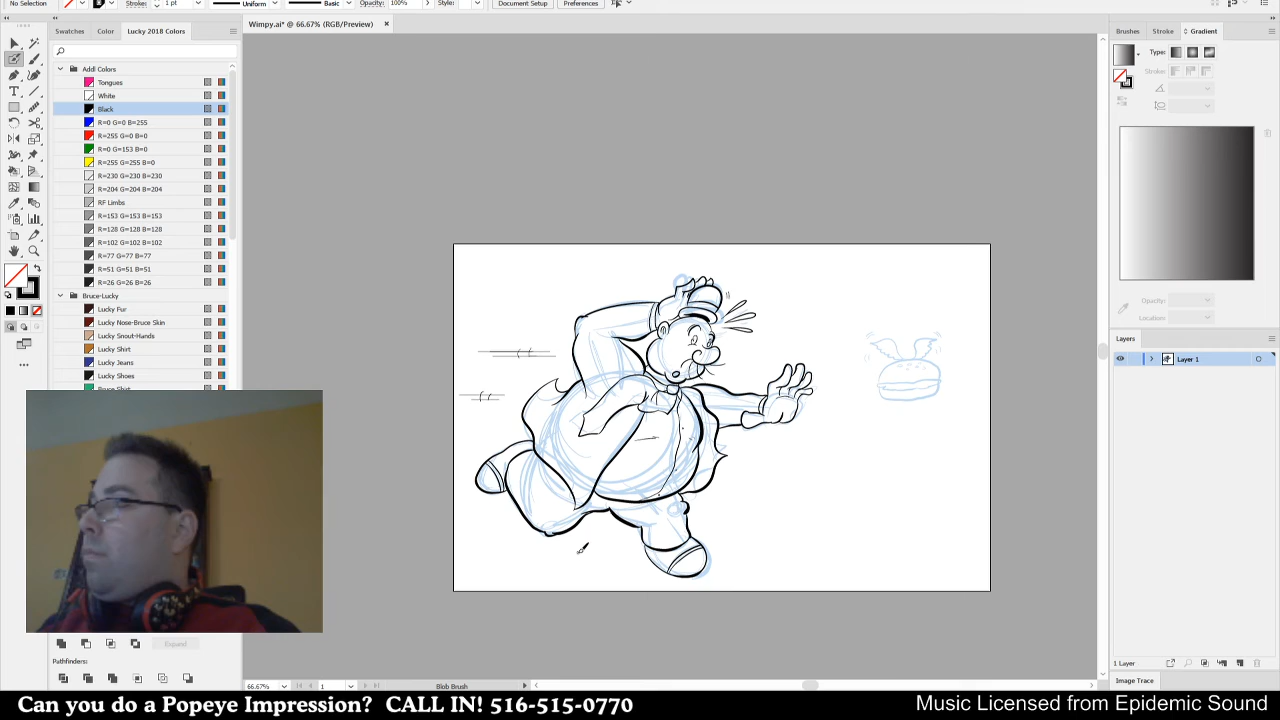 No Selection
Stroke: 1 pt Uniform Basic Opacity: 100% Style: Document Setup Preferences
Wimpy.ai* @ 66.67% (RGB/Preview)
Swatches Color Lucky 2018 Colors
Addl Colors
Tongues
White
Black
R=0 G=0 B=255
R=255 G=0 B=0
R=0 G=153 B=0
R=255 G=255 B=0
R=230 G=230 B=230
R=204 G=204 B=204
RF Limbs
R=153 G=153 B=153
R=128 G=128 B=128
R=102 G=102 B=102
R=77 G=77 B=77
R=51 G=51 B=51
R=26 G=26 B=26
Bruce-Lucky
Lucky Fur
Lucky Nose-Bruce Skin
Lucky Snout-Hands
Lucky Shirt
Lucky Jeans
Lucky Shoes
Bruce Shirt
Expand
Pathfinders:
66.67% 1 Blob Brush
Brushes Stroke Gradient
Type:
Stroke:
Opacity:
Location:
Layers
Layer 1
1 Layer
Image Trace
Can you do a Popeye Impression? CALL IN! 516-515-0770
Music Licensed from Epidemic Sound